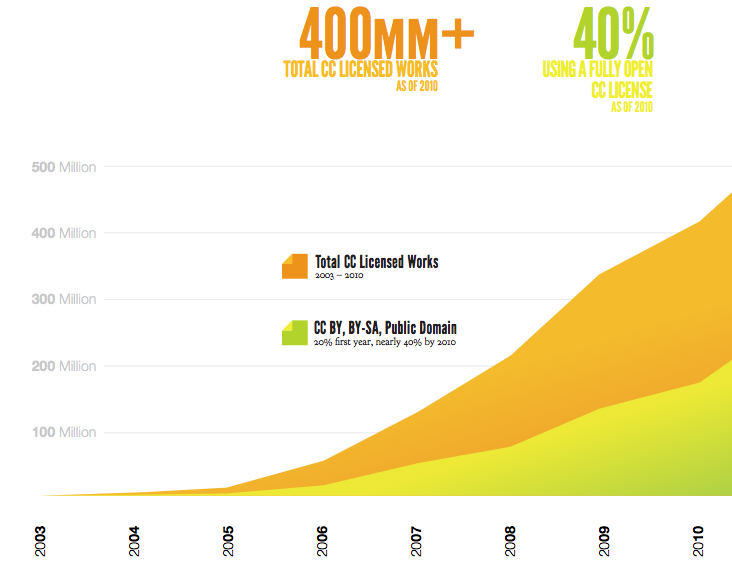 400MM+
TOTAL CC LICENSED WORKS
AS OF 2010
40%
USING A FULLY OPEN
CC LICENSE
AS OF 2010
500 Million
400 Million
Total CC Licensed Works
2003 – 2010
300 Million
CC BY, BY-SA, Public Domain
20% first year, nearly 40% by 2010
200 Million
100 Million
2003
2004
2005
2006
2007
2008
2009
2010